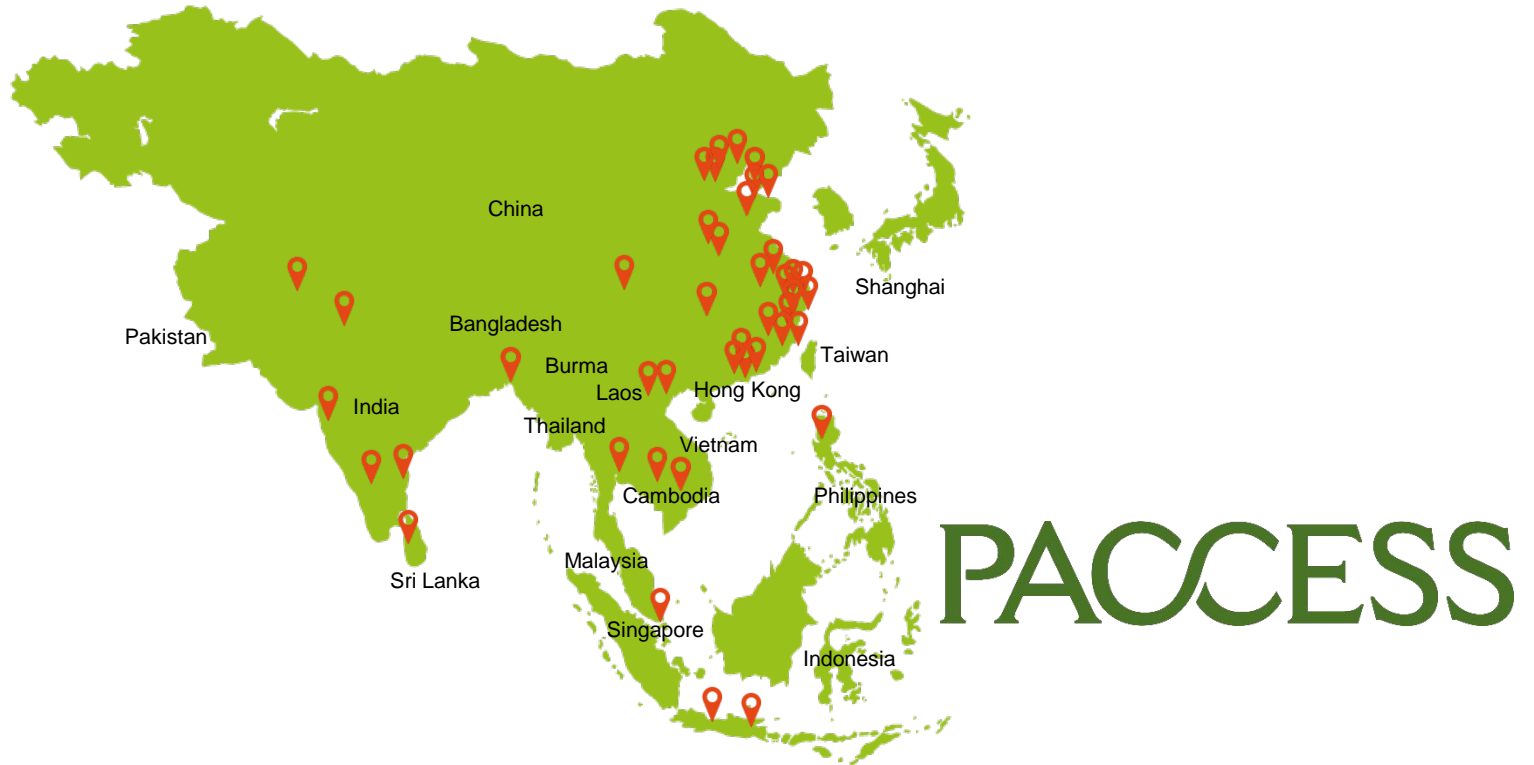 China
Shanghai
Bangladesh
Pakistan
Taiwan
Burma
Laos
Hong Kong
India
Thailand
Vietnam
Cambodia
Philippines
PACCESS
Malaysia
Sri Lanka
Singapore
Indonesia